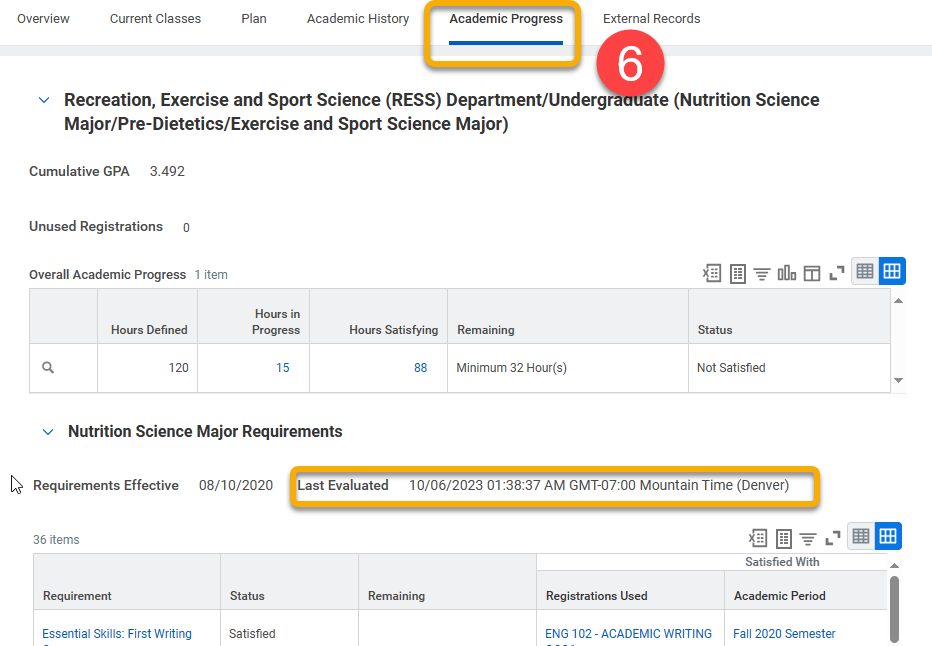 Overview Current Classes Plan Academic History Academic Progress External Records
6
Recreation, Exercise and Sport Science (RESS) Department/Undergraduate (Nutrition Science
Major/Pre-Dietetics/Exercise and Sport Science Major)
Cumulative GPA 3.492
Unused Registrations 0
Overall Academic Progress 1 item
Hours Defined Hours in Progress Hours Satisfying Remaining Status
120 15 88 Minimum 32 Hour(s) Not Satisfied
Nutrition Science Major Requirements
Requirements Effective 08/10/2020 Last Evaluated 10/06/2023 01:38:37 AM GMT-07:00 Mountain Time (Denver)
36 items
Satisfied With
Requirement Status Remaining Registrations Used Academic Period
Essential Skills: First Writing Satisfied ENG 102 - ACADEMIC WRITING Fall 2020 Semester